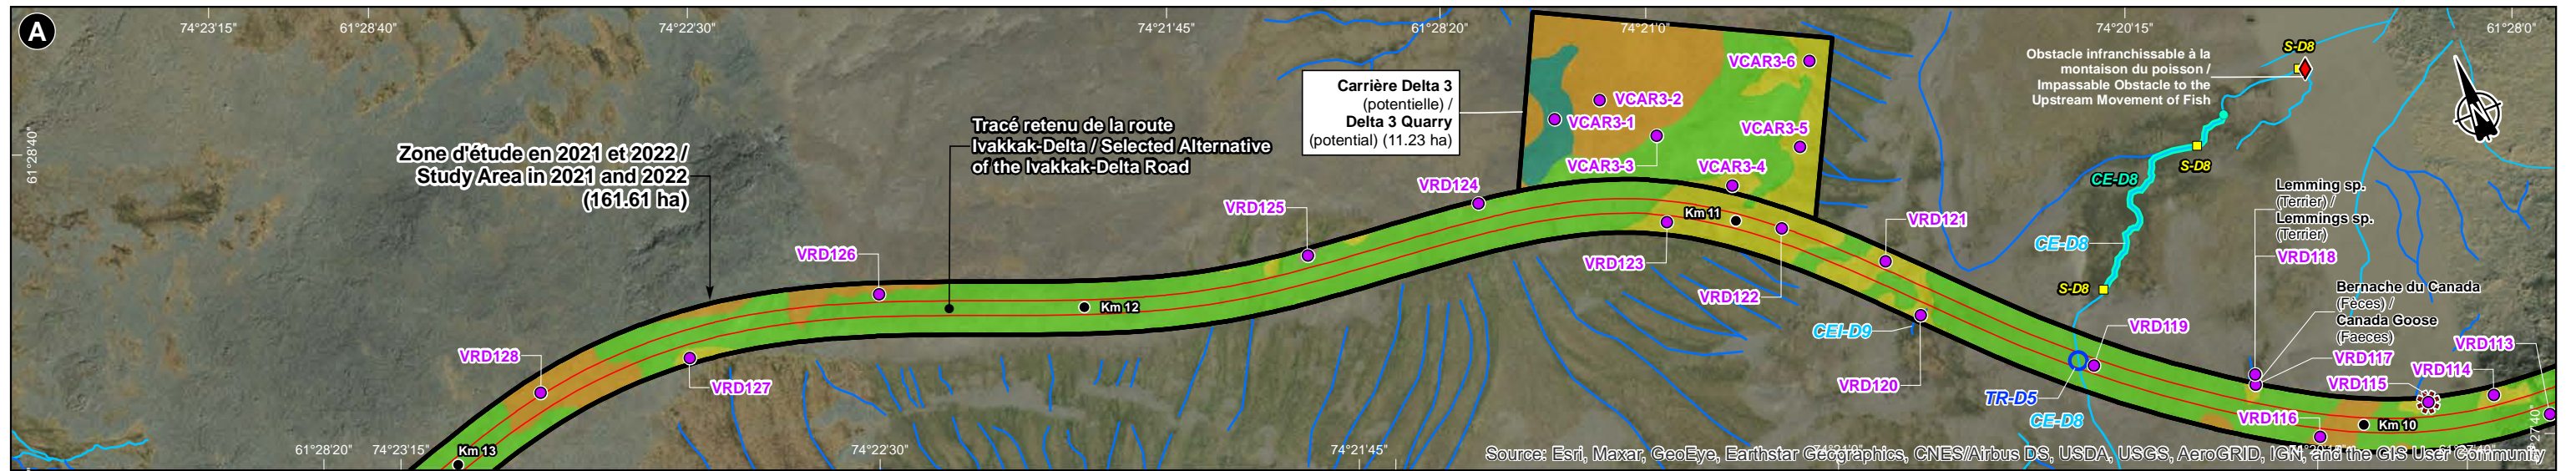 A
74°23'15"
61°28'40"
74°22'30"
74°21'45"
61°28'20"
74°21'0"
74°20'15"
61°28'0"
61°28'40"
Zone d'étude en 2021 et 2022 /
Study Area in 2021 and 2022
(161.61 ha)
Tracé retenu de la route
Ivakkak-Delta / Selected Alternative
of the Ivakkak-Delta Road
Carrière Delta 3
(potentielle) /
Delta 3 Quarry
(potential) (11.23 ha)
VCAR3-6
VCAR3-2
VCAR3-1
VCAR3-5
VCAR3-3
VCAR3-4
Obstacle infranchissable à la
montaison du poisson /
Impassable Obstacle to the
Upstream Movement of Fish
S-D8
S-D8
CE-D8
CE-D8
S-D8
Lemming sp.
(Terrier) /
Lemmings sp.
(Terrier)
VRD118
Bernache du Canada
(Feces) /
Canada Goose
(Faeces)
VRD117
VRD113
VRD114
VRD115
VRD116
VRD119
VRD121
VRD124
VRD125
VRD126
Km 11
VRD123
VRD122
CEI-D9
VRD120
TR-D5
CE-D8
Km 12
VRD128
VRD127
Km 13
Km 10
61°28'20"
74°23'15"
74°22'30"
74°21'45"
74°21'0"
61°27'40"
Source: Esri, Maxar, GeoEye, Earthstar Geographics, CNES/Airbus DS, USDA, USGS, AeroGRID, IGN, and the GIS User Community